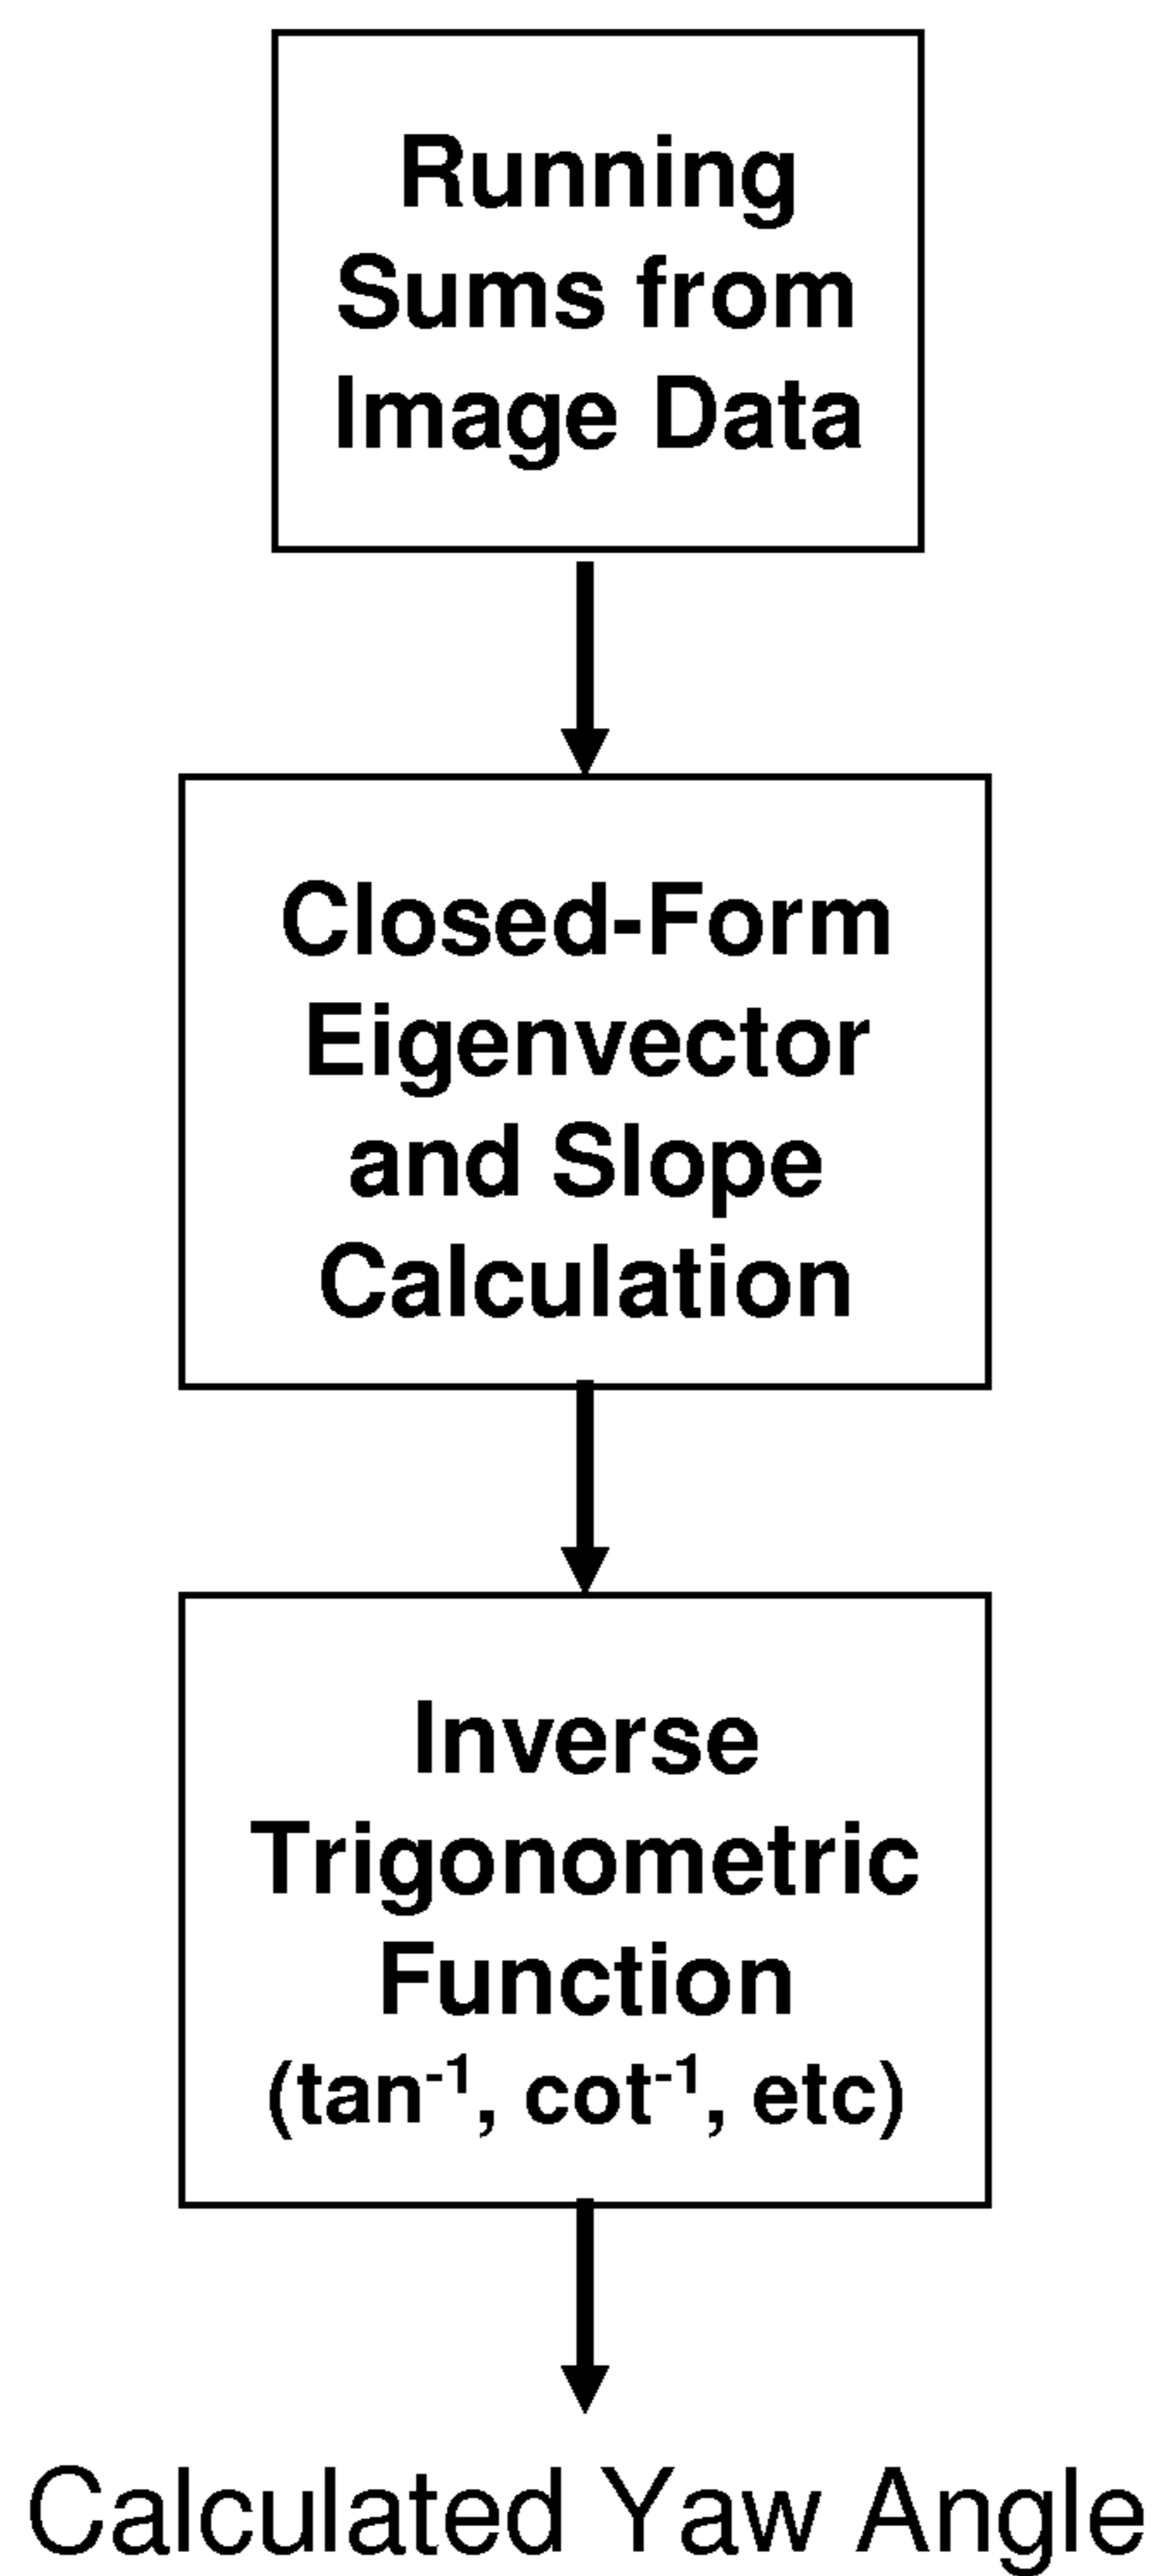 Running
Sums from
Image Data
Closed-Form
Eigenvector
and Slope
Calculation
Inverse
Trigonometric
Function
(tan⁻¹, cot⁻¹, etc)
Calculated Yaw Angle